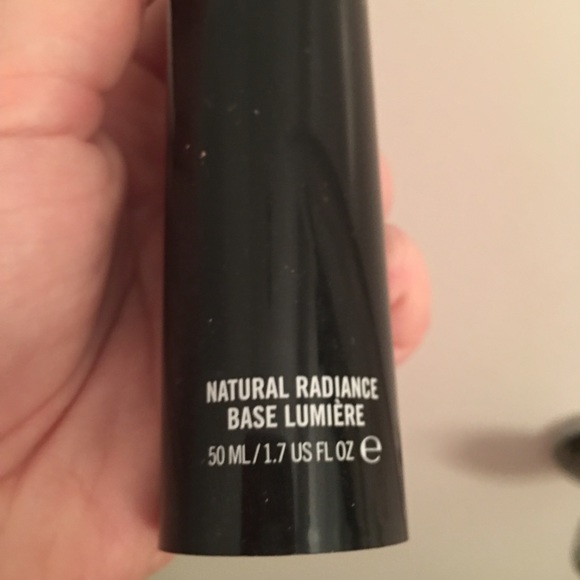 NATURAL RADIANCE
BASE LUMIÈRE
50 ML / 1.7 US FL OZ ℮